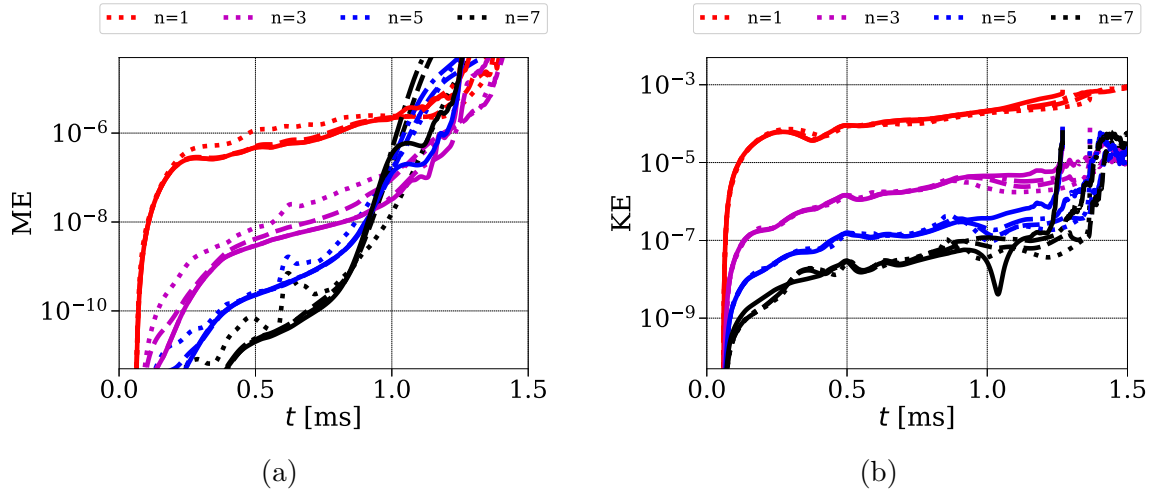 n=1 n=3 n=5 n=7
ME
10⁻⁶
10⁻⁸
10⁻¹⁰
0.0 0.5 1.0 1.5
t [ms]
(a)
n=1 n=3 n=5 n=7
KE
10⁻³
10⁻⁵
10⁻⁷
10⁻⁹
0.0 0.5 1.0 1.5
t [ms]
(b)